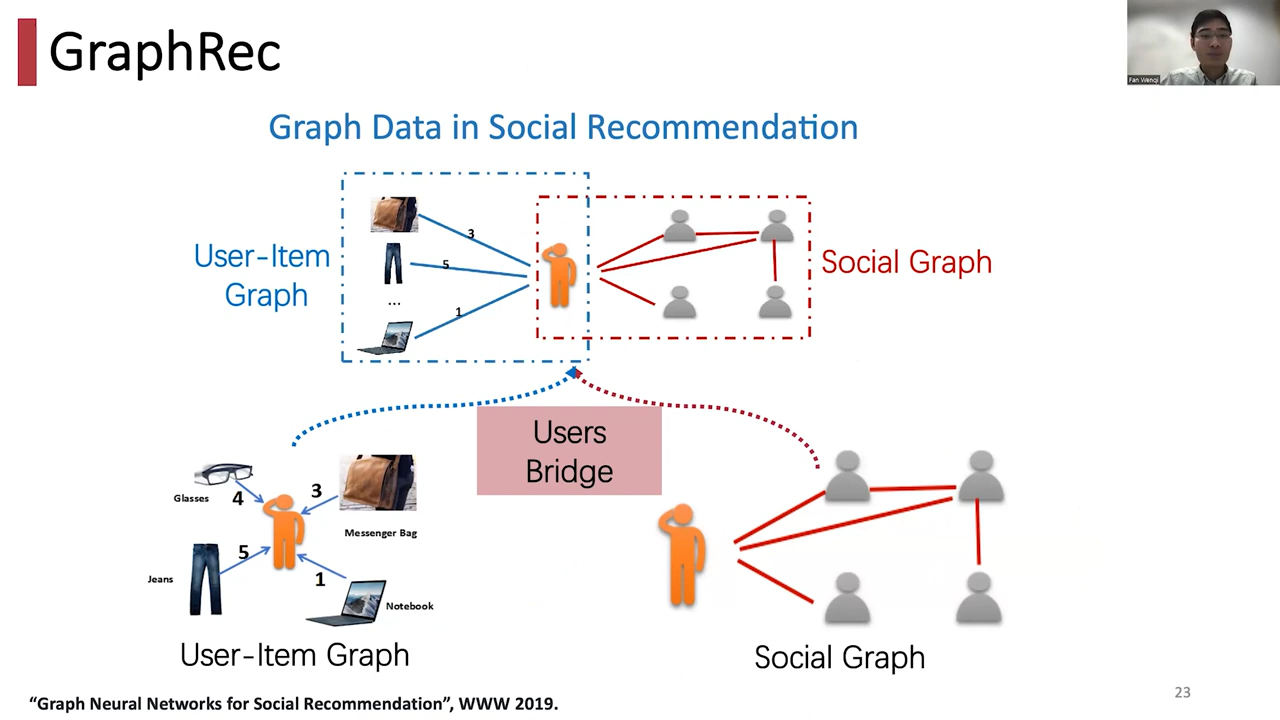 GraphRec
Fan Wenqi
Graph Data in Social Recommendation
User-Item
Graph
3
5
...
1
Social Graph
Users
Bridge
Glasses
4
3
Messenger Bag
Jeans
5
1
Notebook
User-Item Graph
Social Graph
“Graph Neural Networks for Social Recommendation”, WWW 2019.
23